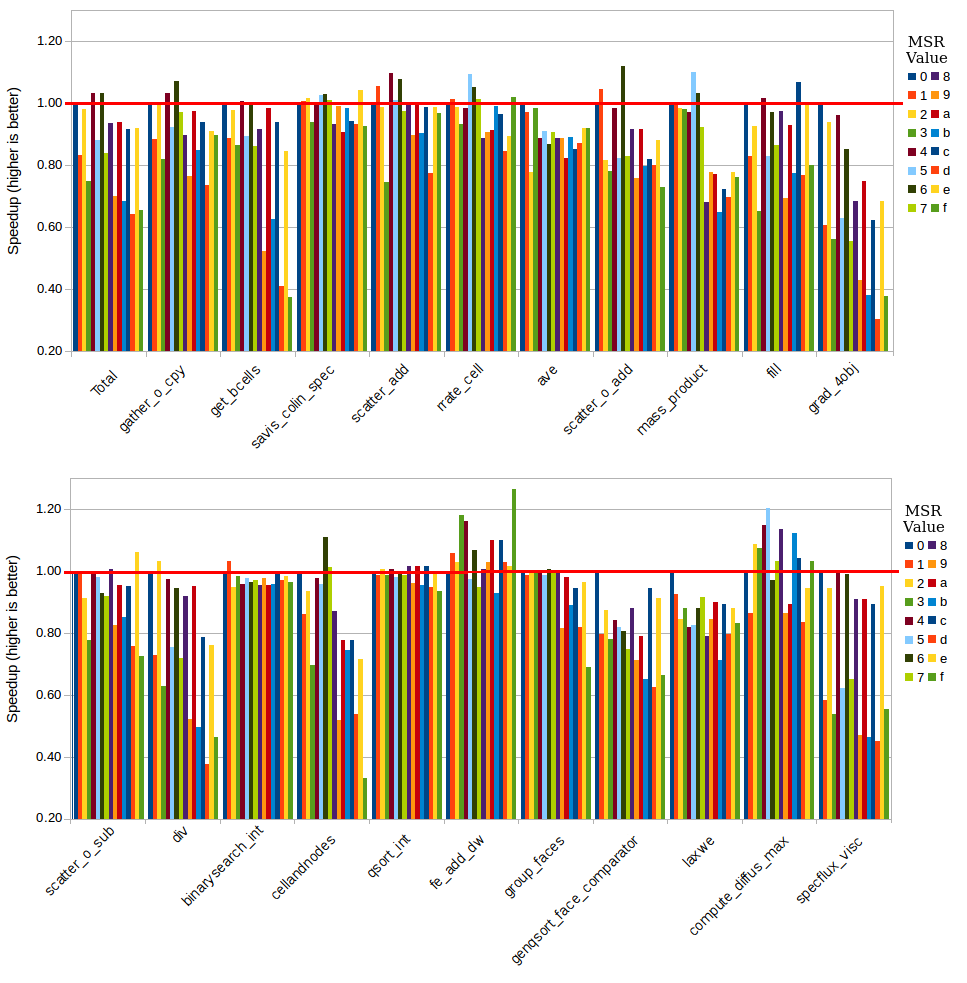 Speedup (higher is better)
1.20
1.00
0.80
0.60
0.40
0.20
Total
gather_o_cpy
get_bcells
savis_colin_spec
scatter_add
rrate_cell
ave
scatter_o_add
mass_product
fill
grad_4obj
MSR
Value
0 8
1 9
2 a
3 b
4 c
5 d
6 e
7 f
Speedup (higher is better)
1.20
1.00
0.80
0.60
0.40
0.20
scatter_o_sub
div
binarysearch_int
cellandnodes
qsort_int
fe_add_dw
group_faces
genqsort_face_comparator
laxwe
compute_diffus_max
specflux_visc
MSR
Value
0 8
1 9
2 a
3 b
4 c
5 d
6 e
7 f